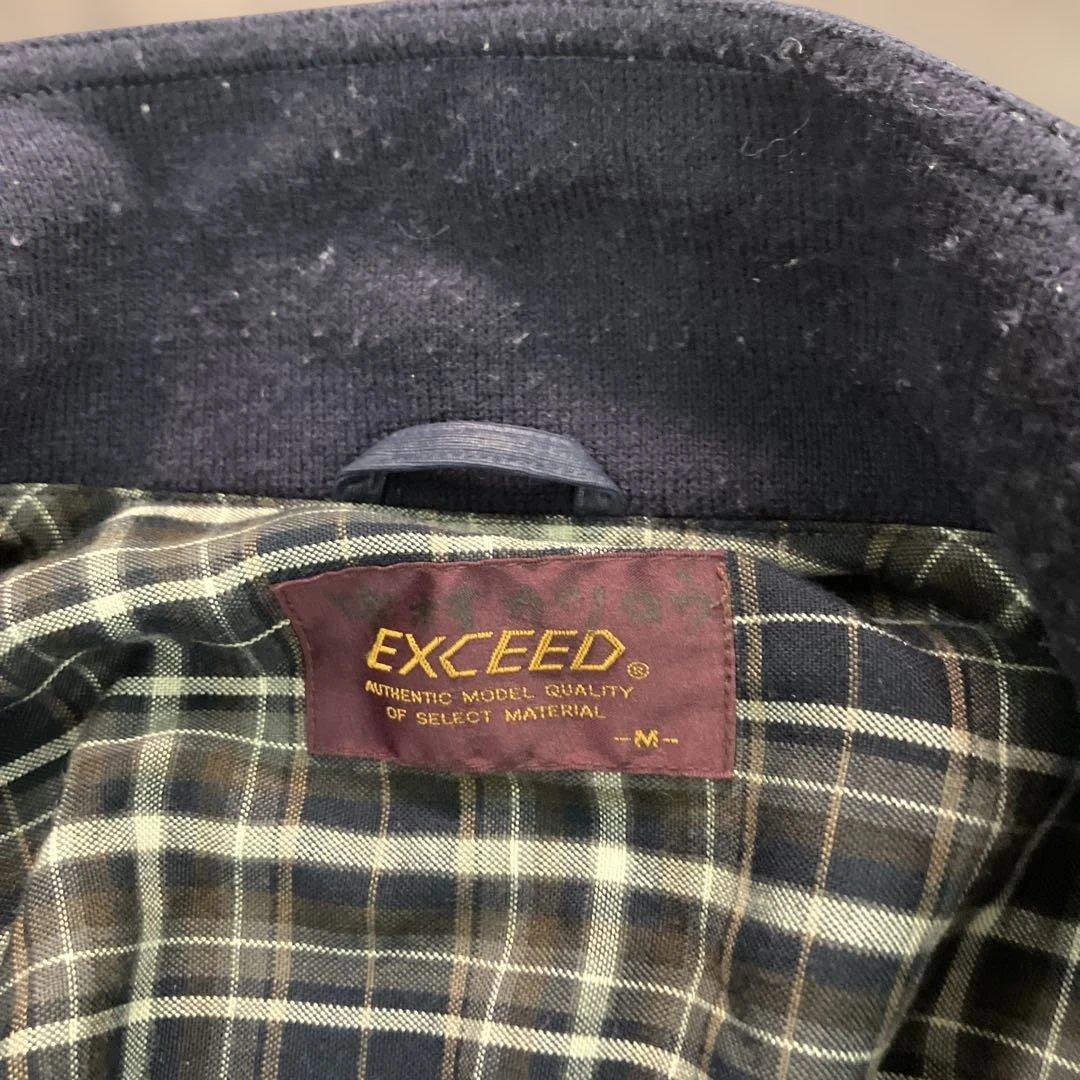 EXCEED®
AUTHENTIC MODEL QUALITY
OF SELECT MATERIAL
--M--